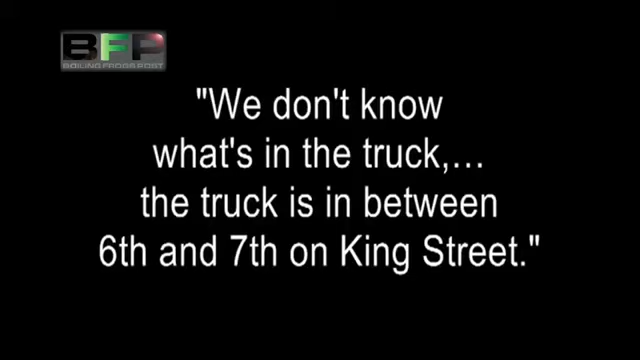 BFP
BOILING FROGS POST
"We don't know
what's in the truck,...
the truck is in between
6th and 7th on King Street."